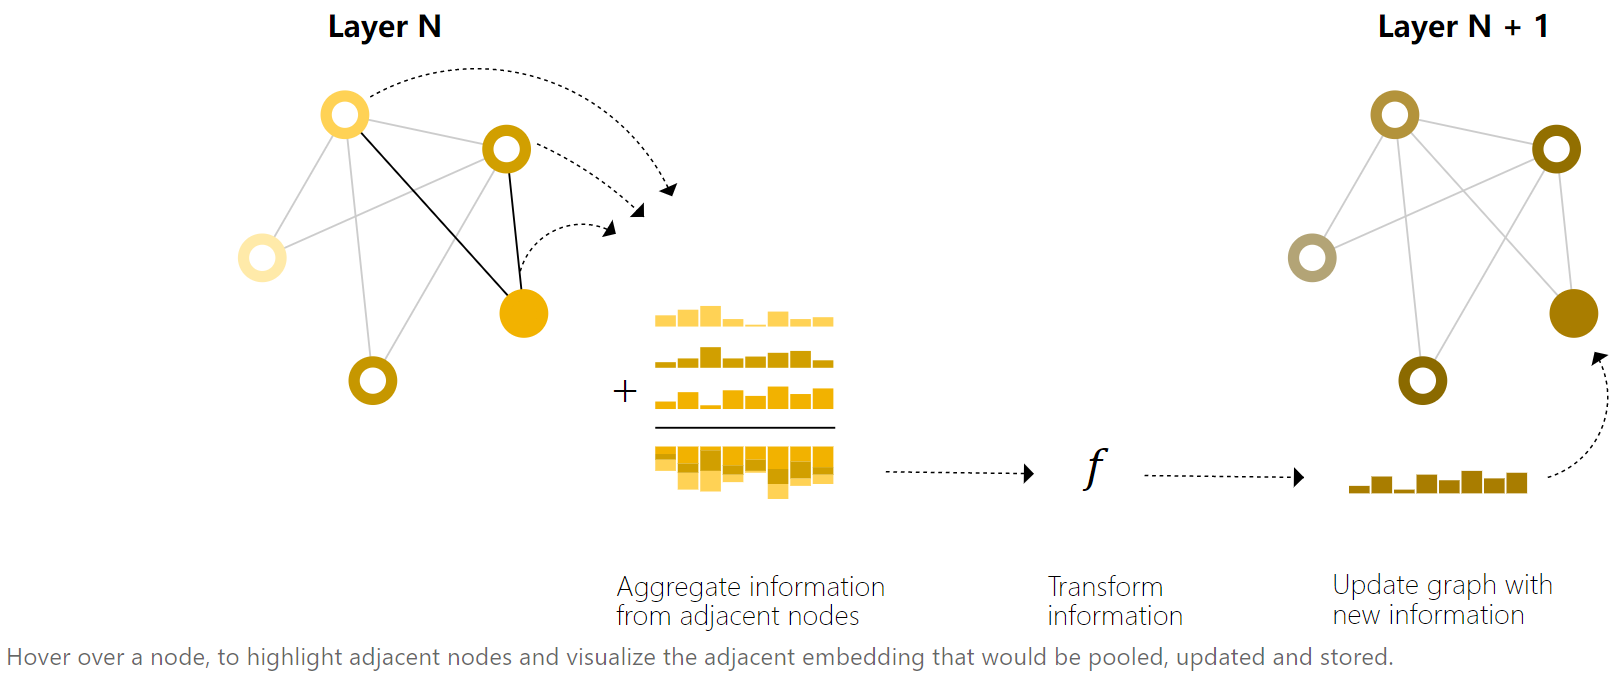 Layer N
Layer N + 1
+
f
Aggregate information
from adjacent nodes
Transform
information
Update graph with
new information
Hover over a node, to highlight adjacent nodes and visualize the adjacent embedding that would be pooled, updated and stored.